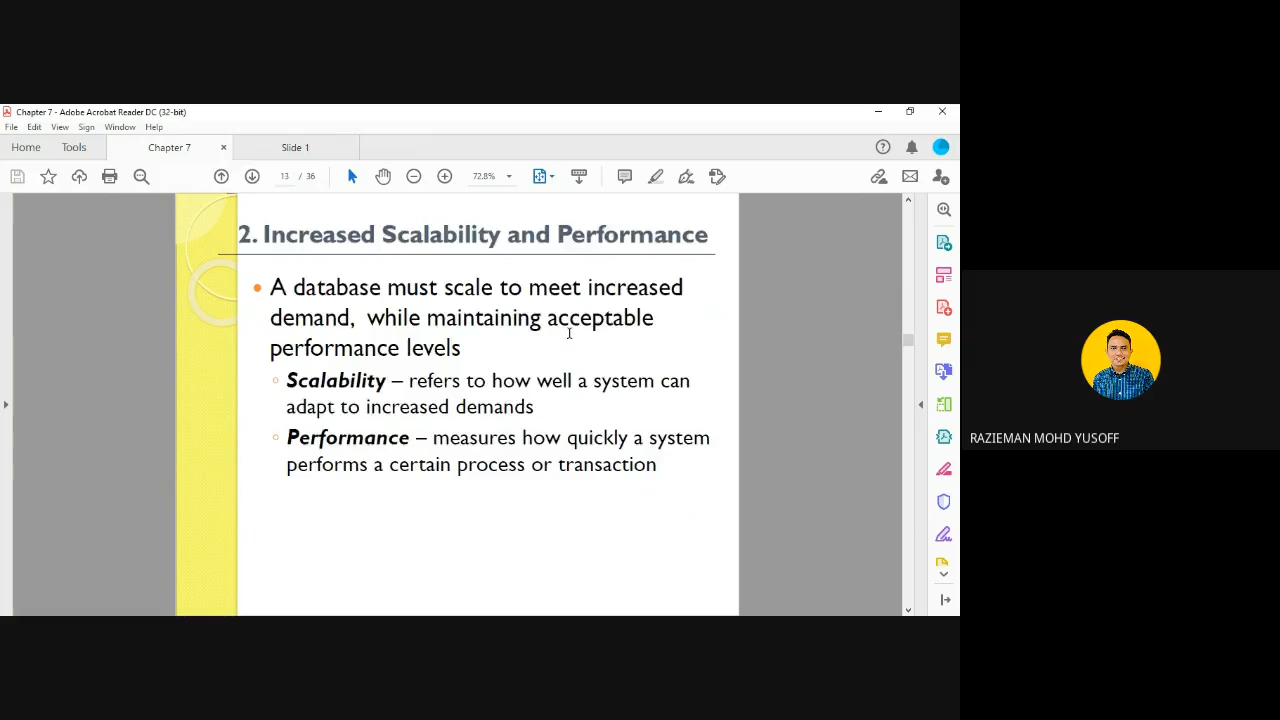 Chapter 7 - Adobe Acrobat Reader DC (32-bit)
File Edit View Sign Window Help
Home Tools Chapter 7 × Slide 1
13 / 36 72.8%
2. Increased Scalability and Performance
A database must scale to meet increased
demand, while maintaining acceptable
performance levels
Scalability – refers to how well a system can
adapt to increased demands
Performance – measures how quickly a system
performs a certain process or transaction
RAZIEMAN MOHD YUSOFF